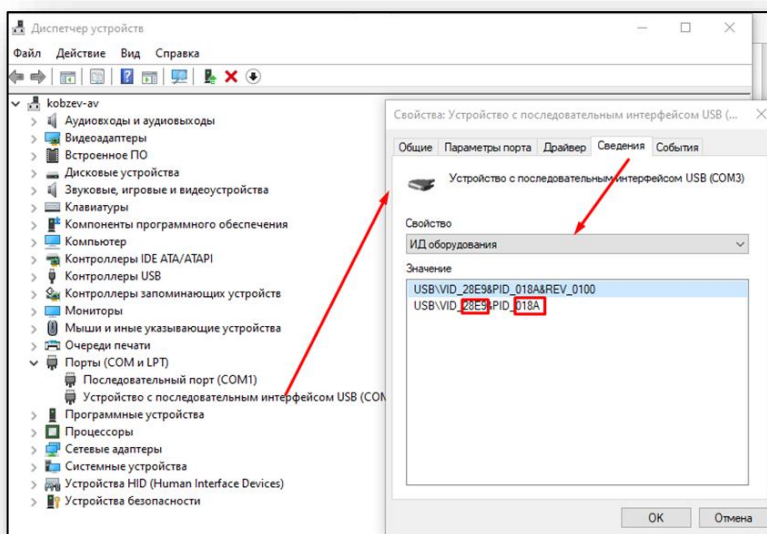 Диспетчер устройств
Файл Действие Вид Справка
kobzev-av
Аудиовходы и аудиовыходы
Видеоадаптеры
Встроенное ПО
Дисковые устройства
Звуковые, игровые и видеоустройства
Клавиатуры
Компоненты программного обеспечения
Компьютер
Контроллеры IDE ATA/ATAPI
Контроллеры USB
Контроллеры запоминающих устройств
Мониторы
Мыши и иные указывающие устройства
Очереди печати
Порты (COM и LPT)
Последовательный порт (COM1)
Устройство с последовательным интерфейсом USB (COM
Программные устройства
Процессоры
Сетевые адаптеры
Системные устройства
Устройства HID (Human Interface Devices)
Устройства безопасности
Свойства: Устройство с последовательным интерфейсом USB (...
Общие Параметры порта Драйвер Сведения События
Устройство с последовательным интерфейсом USB (COM3)
Свойство
ИД оборудования
Значение
USB\VID_28E9&PID_018A&REV_0100
USB\VID_28E9&PID_018A
OK Отмена